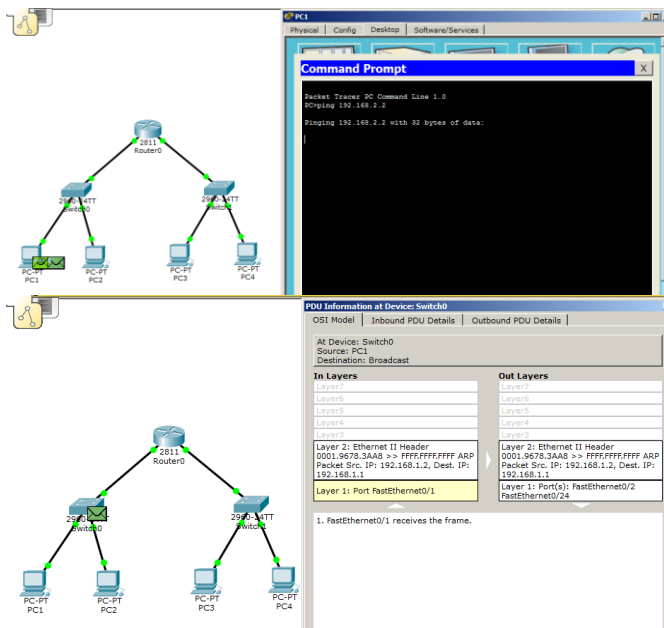 PC1
Physical Config Desktop Software/Services
Command Prompt X
Packet Tracer PC Command Line 1.0
PC>ping 192.168.2.2
Pinging 192.168.2.2 with 32 bytes of data:
2811
Router0
2960-24TT
Switch0
2960-24TT
PC-PT
PC1
PC-PT
PC2
PC-PT
PC3
PC-PT
PC4
PDU Information at Device: Switch0
OSI Model Inbound PDU Details Outbound PDU Details
At Device: Switch0
Source: PC1
Destination: Broadcast
In Layers
Layer7
Layer6
Layer5
Layer4
Layer3
Layer 2: Ethernet II Header
0001.9678.3AA8 >> FFFF.FFFF.FFFF ARP
Packet Src. IP: 192.168.1.2, Dest. IP:
192.168.1.1
Layer 1: Port FastEthernet0/1
Out Layers
Layer7
Layer6
Layer5
Layer4
Layer3
Layer 2: Ethernet II Header
0001.9678.3AA8 >> FFFF.FFFF.FFFF ARP
Packet Src. IP: 192.168.1.2, Dest. IP:
192.168.1.1
Layer 1: Port(s): FastEthernet0/2
FastEthernet0/24
1. FastEthernet0/1 receives the frame.
2811
Router0
Switch0
PC-PT
PC1
PC-PT
PC2
PC-PT
PC3
PC-PT
PC4